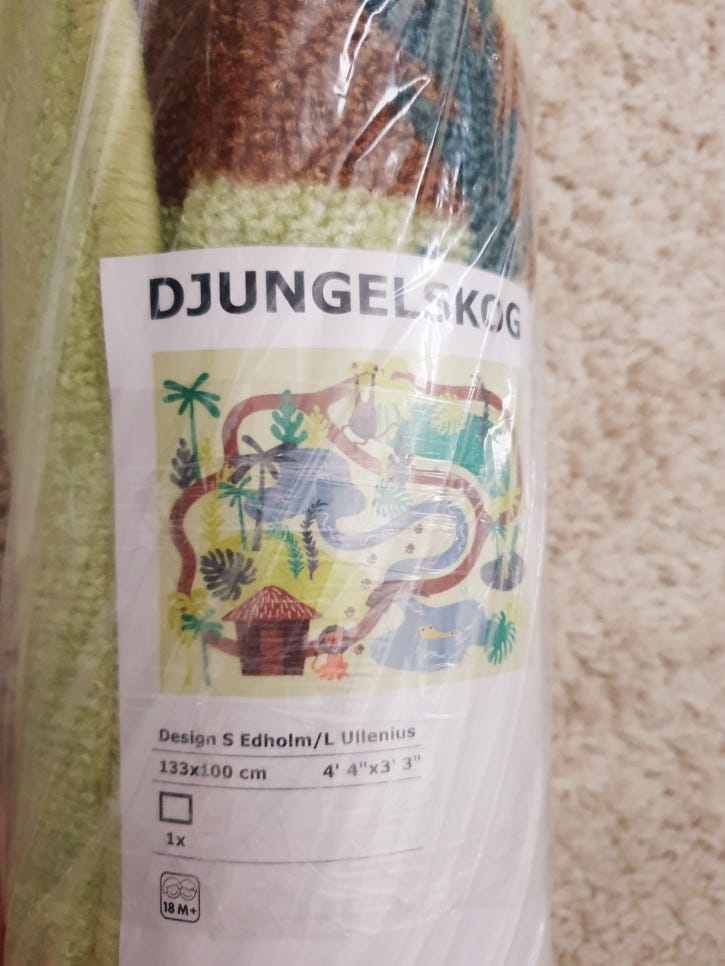 DJUNGELSKOG
Design S Edholm/L Ullenius
133x100 cm 4' 4"x3' 3"
1x
18 M+